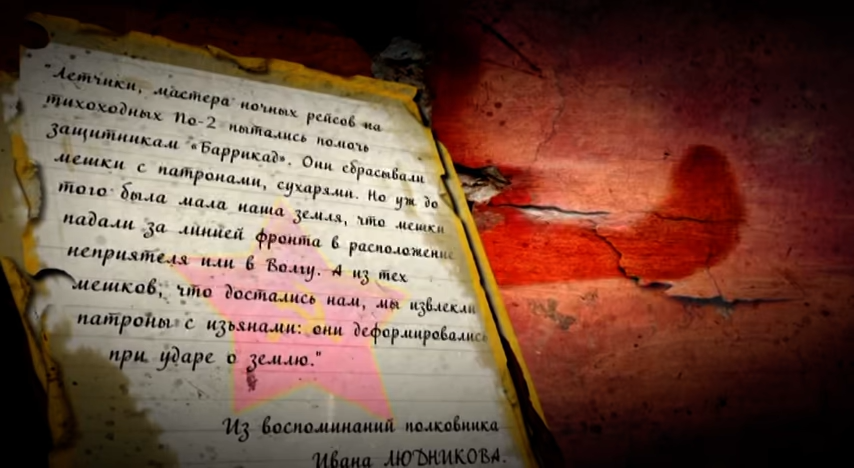 "Летчики, мастера ночных рейсов на
тихоходных По-2 пытались помочь
защитникам «Баррикад». Они сбрасывали
мешки с патронами, сухарями. Но уж до
того была мала наша земля, что мешки
падали за линией фронта в расположение
неприятеля или в Волгу. А из тех
мешков, что достались нам, мы извлекли
патроны с изъянами: они деформировались
при ударе о землю."
Из воспоминаний полковника
Ивана ЛЮДНИКОВА.